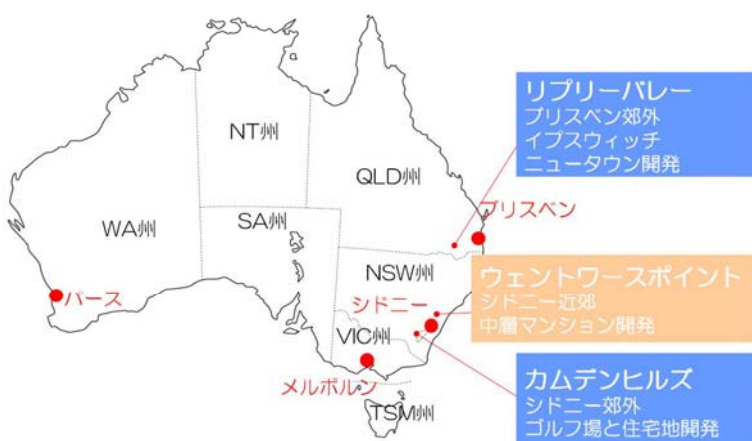 リプリーバレー
ブリスベン郊外
イプスウィッチ
ニュータウン開発
NT州
QLD州
ブリスベン
WA州
SA州
NSW州
ウェントワースポイント
シドニー近郊
中層マンション開発
パース
シドニー
VIC州
メルボルン
カムデンヒルズ
シドニー郊外
ゴルフ場と住宅地開発
TSM州